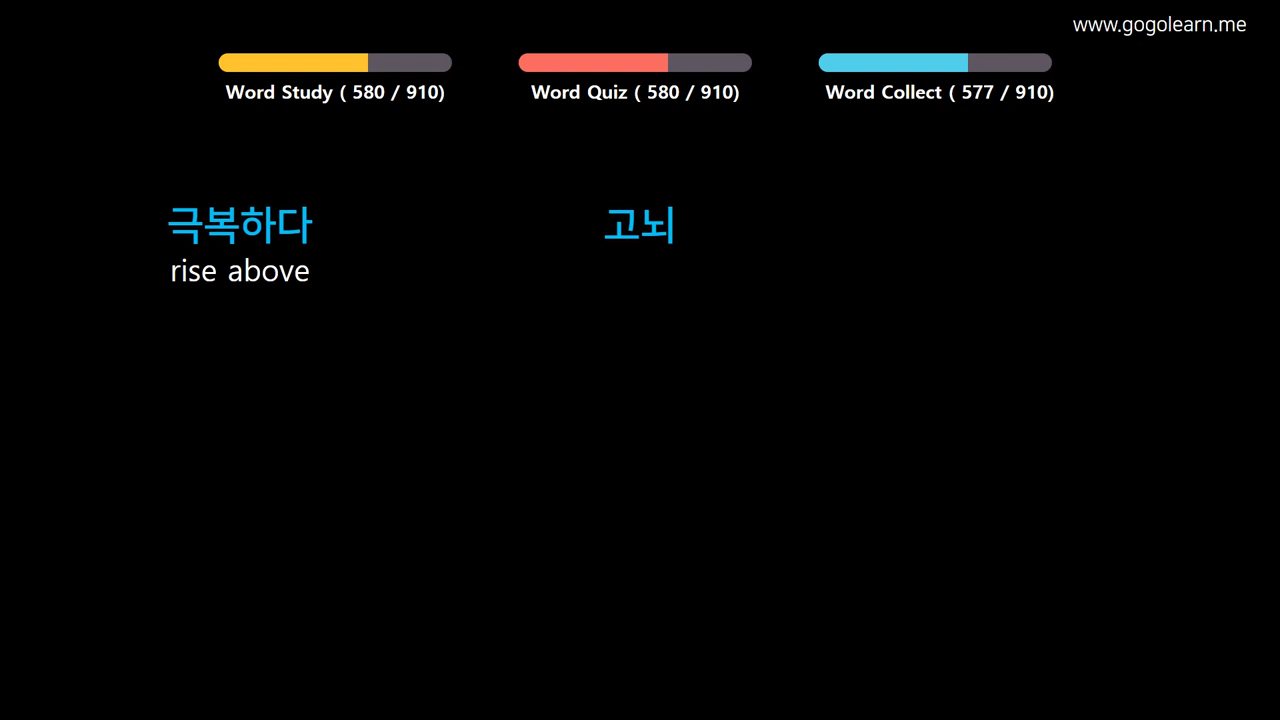 www.gogolearn.me
Word Study ( 580 / 910)
Word Quiz ( 580 / 910)
Word Collect ( 577 / 910)
극복하다
rise above
고뇌